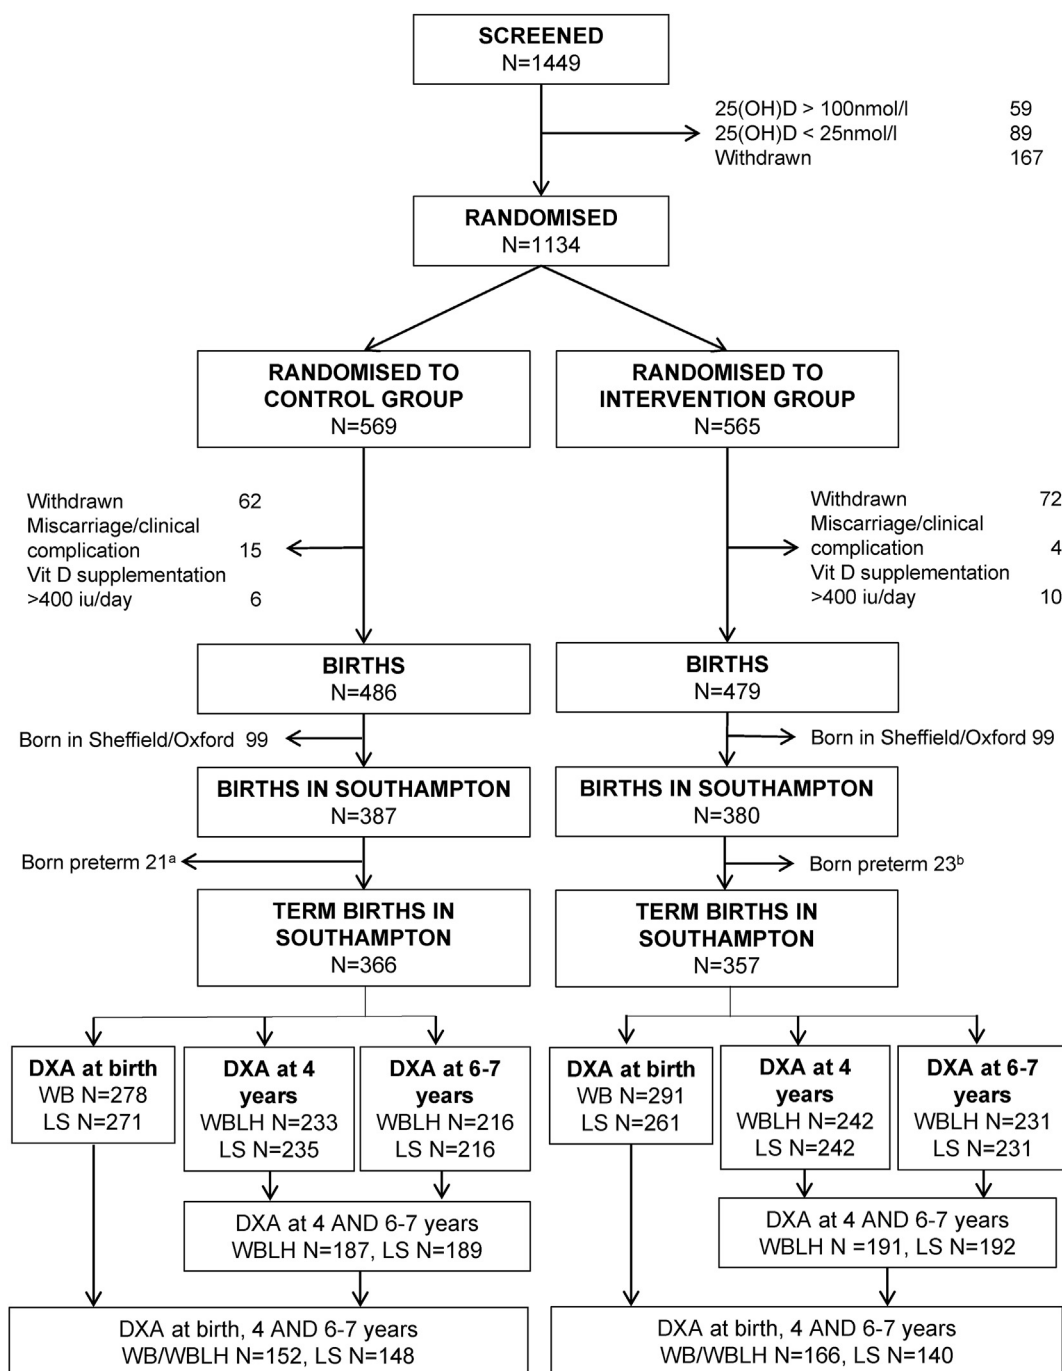 SCREENED
N=1449
25(OH)D > 100nmol/l 59
25(OH)D < 25nmol/l 89
Withdrawn 167
RANDOMISED
N=1134
RANDOMISED TO
CONTROL GROUP
N=569
RANDOMISED TO
INTERVENTION GROUP
N=565
Withdrawn 62
Miscarriage/clinical
complication 15
Vit D supplementation
>400 iu/day 6
Withdrawn 72
Miscarriage/clinical
complication 4
Vit D supplementation
>400 iu/day 10
BIRTHS
N=486
BIRTHS
N=479
Born in Sheffield/Oxford 99
Born in Sheffield/Oxford 99
BIRTHS IN SOUTHAMPTON
N=387
BIRTHS IN SOUTHAMPTON
N=380
Born preterm 21ᵃ
Born preterm 23ᵇ
TERM BIRTHS IN
SOUTHAMPTON
N=366
TERM BIRTHS IN
SOUTHAMPTON
N=357
DXA at birth
WB N=278
LS N=271
DXA at 4
years
WBLH N=233
LS N=235
DXA at 6-7
years
WBLH N=216
LS N=216
DXA at birth
WB N=291
LS N=261
DXA at 4
years
WBLH N=242
LS N=242
DXA at 6-7
years
WBLH N=231
LS N=231
DXA at 4 AND 6-7 years
WBLH N=187, LS N=189
DXA at 4 AND 6-7 years
WBLH N =191, LS N=192
DXA at birth, 4 AND 6-7 years
WB/WBLH N=152, LS N=148
DXA at birth, 4 AND 6-7 years
WB/WBLH N=166, LS N=140